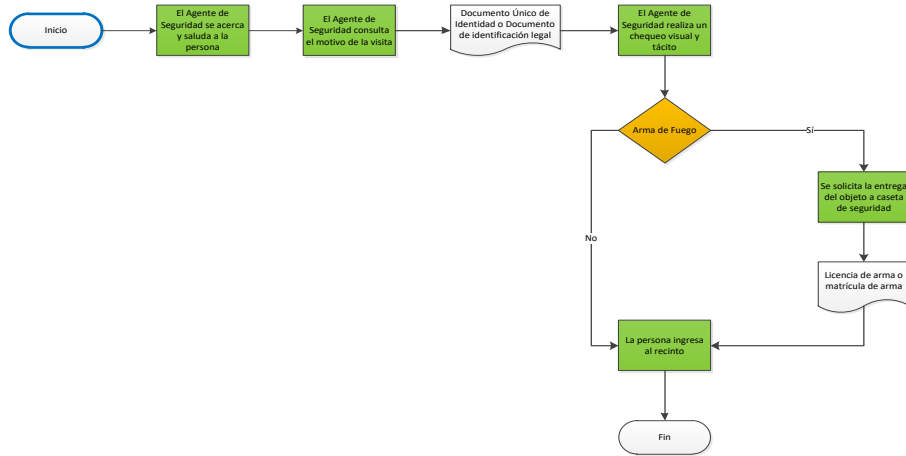 Inicio
El Agente de
Seguridad se acerca
y saluda a la
persona
El Agente de
Seguridad consulta
el motivo de la visita
Documento Único de
Identidad o Documento
de identificación legal
El Agente de
Seguridad realiza un
chequeo visual y
tácito
Arma de Fuego
Sí
Se solicita la entrega
del objeto a caseta
de seguridad
No
Licencia de arma o
matrícula de arma
La persona ingresa
al recinto
Fin